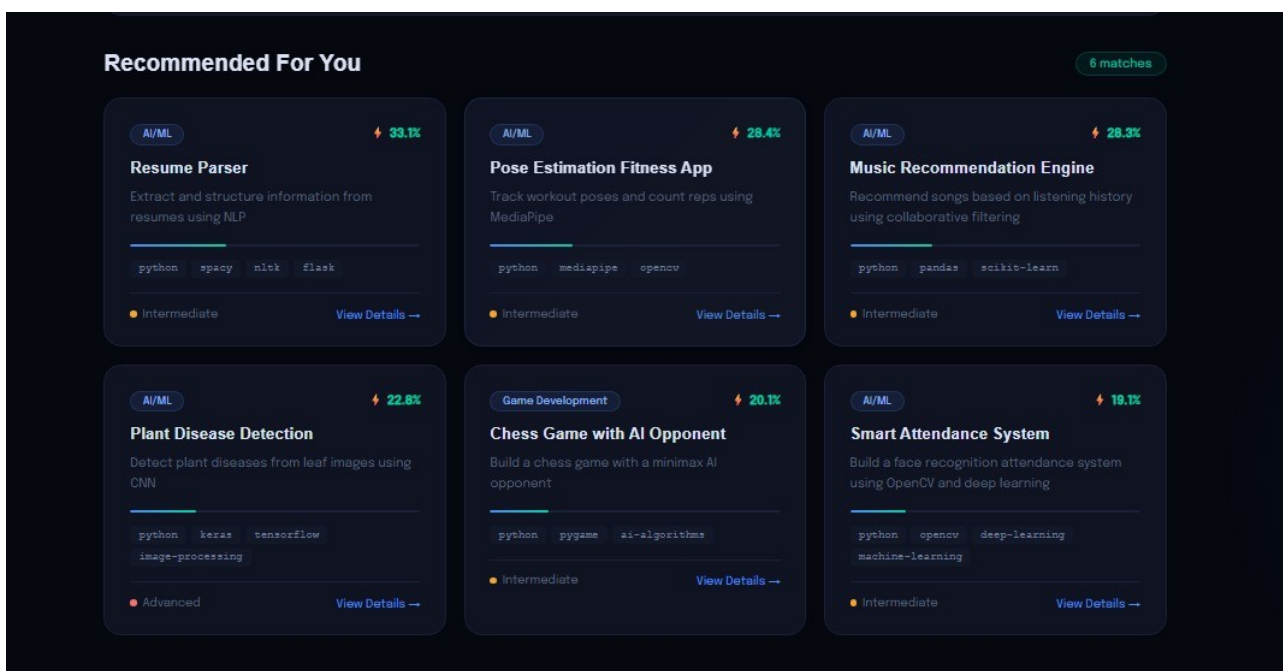 Recommended For You
6 matches
AI/ML
33.1%
Resume Parser
Extract and structure information from
resumes using NLP
python spacy nltk flask
Intermediate
View Details →
AI/ML
28.4%
Pose Estimation Fitness App
Track workout poses and count reps using
MediaPipe
python mediapipe opencv
Intermediate
View Details →
AI/ML
28.3%
Music Recommendation Engine
Recommend songs based on listening history
using collaborative filtering
python pandas scikit-learn
Intermediate
View Details →
AI/ML
22.8%
Plant Disease Detection
Detect plant diseases from leaf images using
CNN
python keras tensorflow
image-processing
Advanced
View Details →
Game Development
20.1%
Chess Game with AI Opponent
Build a chess game with a minimax AI
opponent
python pygame ai-algorithms
Intermediate
View Details →
AI/ML
19.1%
Smart Attendance System
Build a face recognition attendance system
using OpenCV and deep learning
python opencv deep-learning
machine-learning
Intermediate
View Details →